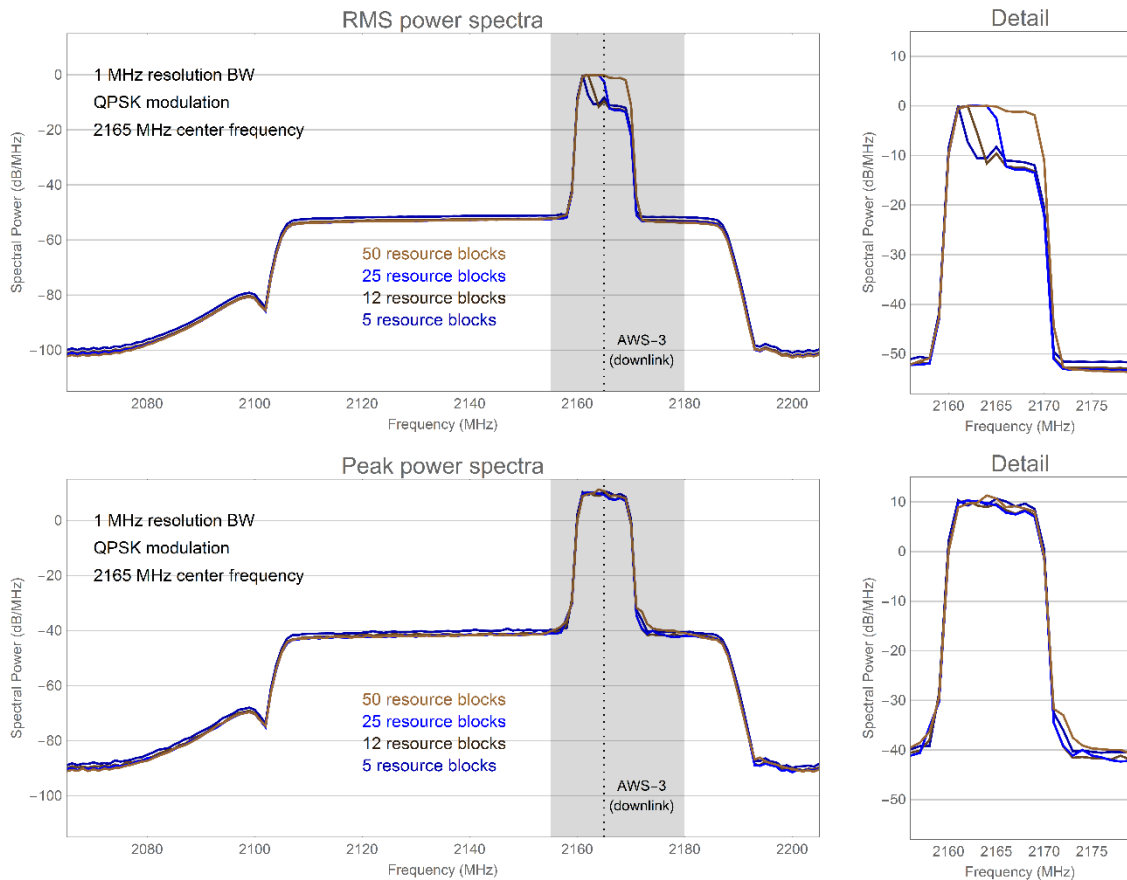 RMS power spectra
1 MHz resolution BW
QPSK modulation
2165 MHz center frequency
50 resource blocks
25 resource blocks
12 resource blocks
5 resource blocks
AWS−3
(downlink)
0
−20
−40
−60
−80
−100
Spectral Power (dB/MHz)
2080
2100
2120
2140
2160
2180
2200
Frequency (MHz)
Detail
10
0
−10
−20
−30
−40
−50
Spectral Power (dB/MHz)
2160
2165
2170
2175
Frequency (MHz)
Peak power spectra
1 MHz resolution BW
QPSK modulation
2165 MHz center frequency
50 resource blocks
25 resource blocks
12 resource blocks
5 resource blocks
AWS−3
(downlink)
0
−20
−40
−60
−80
−100
Spectral Power (dB/MHz)
2080
2100
2120
2140
2160
2180
2200
Frequency (MHz)
Detail
10
0
−10
−20
−30
−40
−50
Spectral Power (dB/MHz)
2160
2165
2170
2175
Frequency (MHz)